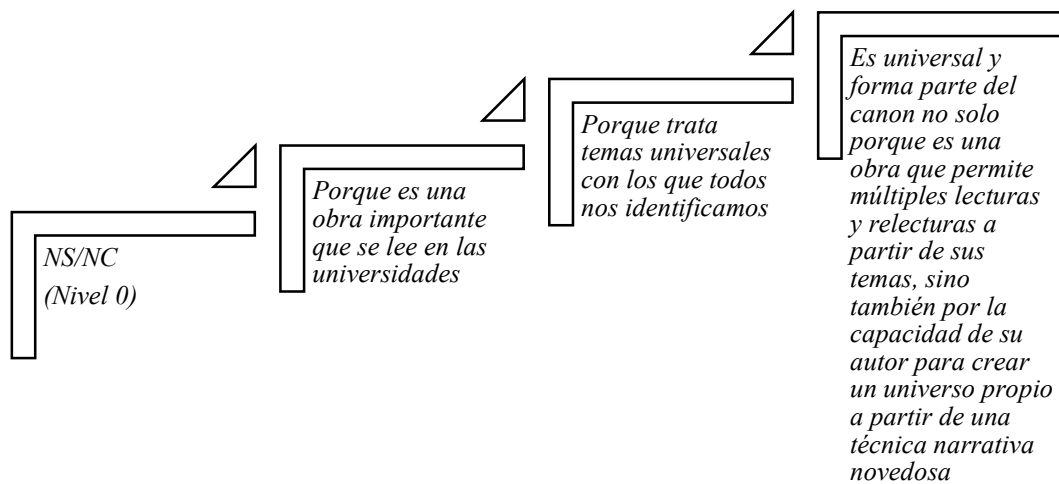 NS/NC
(Nivel 0)
Porque es una
obra importante
que se lee en las
universidades
Porque trata
temas universales
con los que todos
nos identificamos
Es universal y
forma parte del
canon no solo
porque es una
obra que permite
múltiples lecturas
y relecturas a
partir de sus
temas, sino
también por la
capacidad de su
autor para crear
un universo propio
a partir de una
técnica narrativa
novedosa